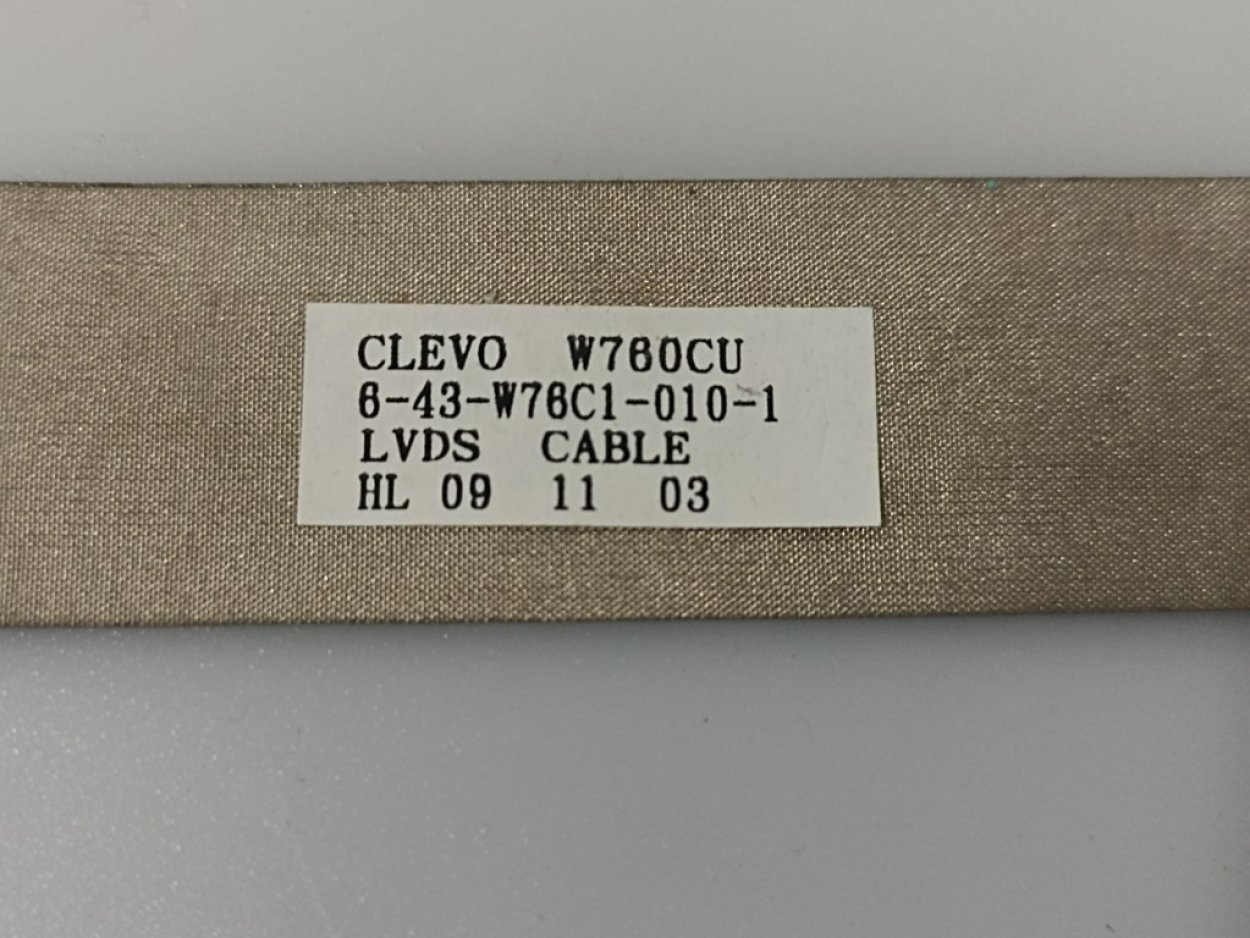 CLEVO W760CU
6-43-W76C1-010-1
LVDS CABLE
HL 09 11 03